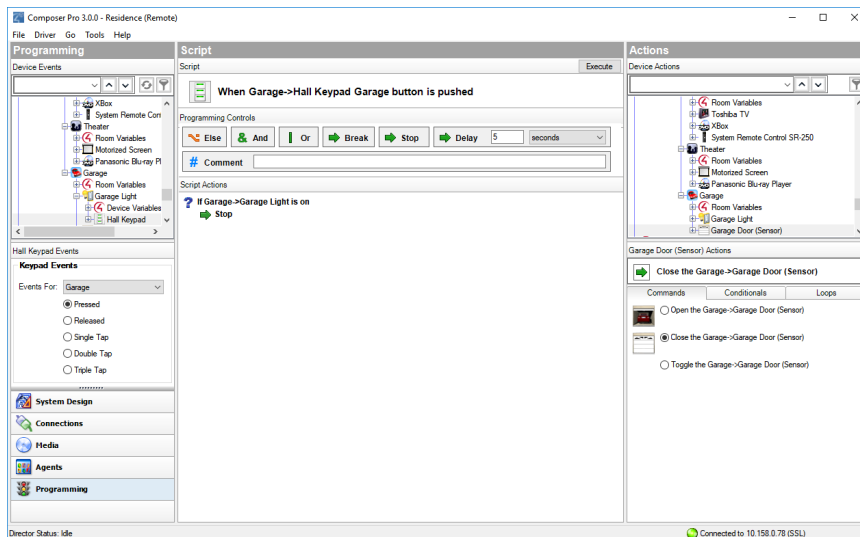 Composer Pro 3.0.0 - Residence (Remote)
File Driver Go Tools Help
Programming
Device Events
XBox
System Remote Con
Theater
Room Variables
Motorized Screen
Panasonic Blu-ray Pl
Garage
Room Variables
Garage Light
Device Variables
Hall Keypad
Hall Keypad Events
Keypad Events
Events For: Garage
Pressed
Released
Single Tap
Double Tap
Triple Tap
System Design
Connections
Media
Agents
Programming
Script
Script Execute
When Garage->Hall Keypad Garage button is pushed
Programming Controls
Else & And Or Break Stop Delay 5 seconds
# Comment
Script Actions
? If Garage->Garage Light is on
Stop
Actions
Device Actions
Room Variables
Toshiba TV
XBox
System Remote Control SR-250
Theater
Room Variables
Motorized Screen
Panasonic Blu-ray Player
Garage
Room Variables
Garage Light
Garage Door (Sensor)
Garage Door (Sensor) Actions
Close the Garage->Garage Door (Sensor)
Commands Conditionals Loops
Open the Garage->Garage Door (Sensor)
Close the Garage->Garage Door (Sensor)
Toggle the Garage->Garage Door (Sensor)
Director Status: Idle
Connected to 10.158.0.78 (SSL)